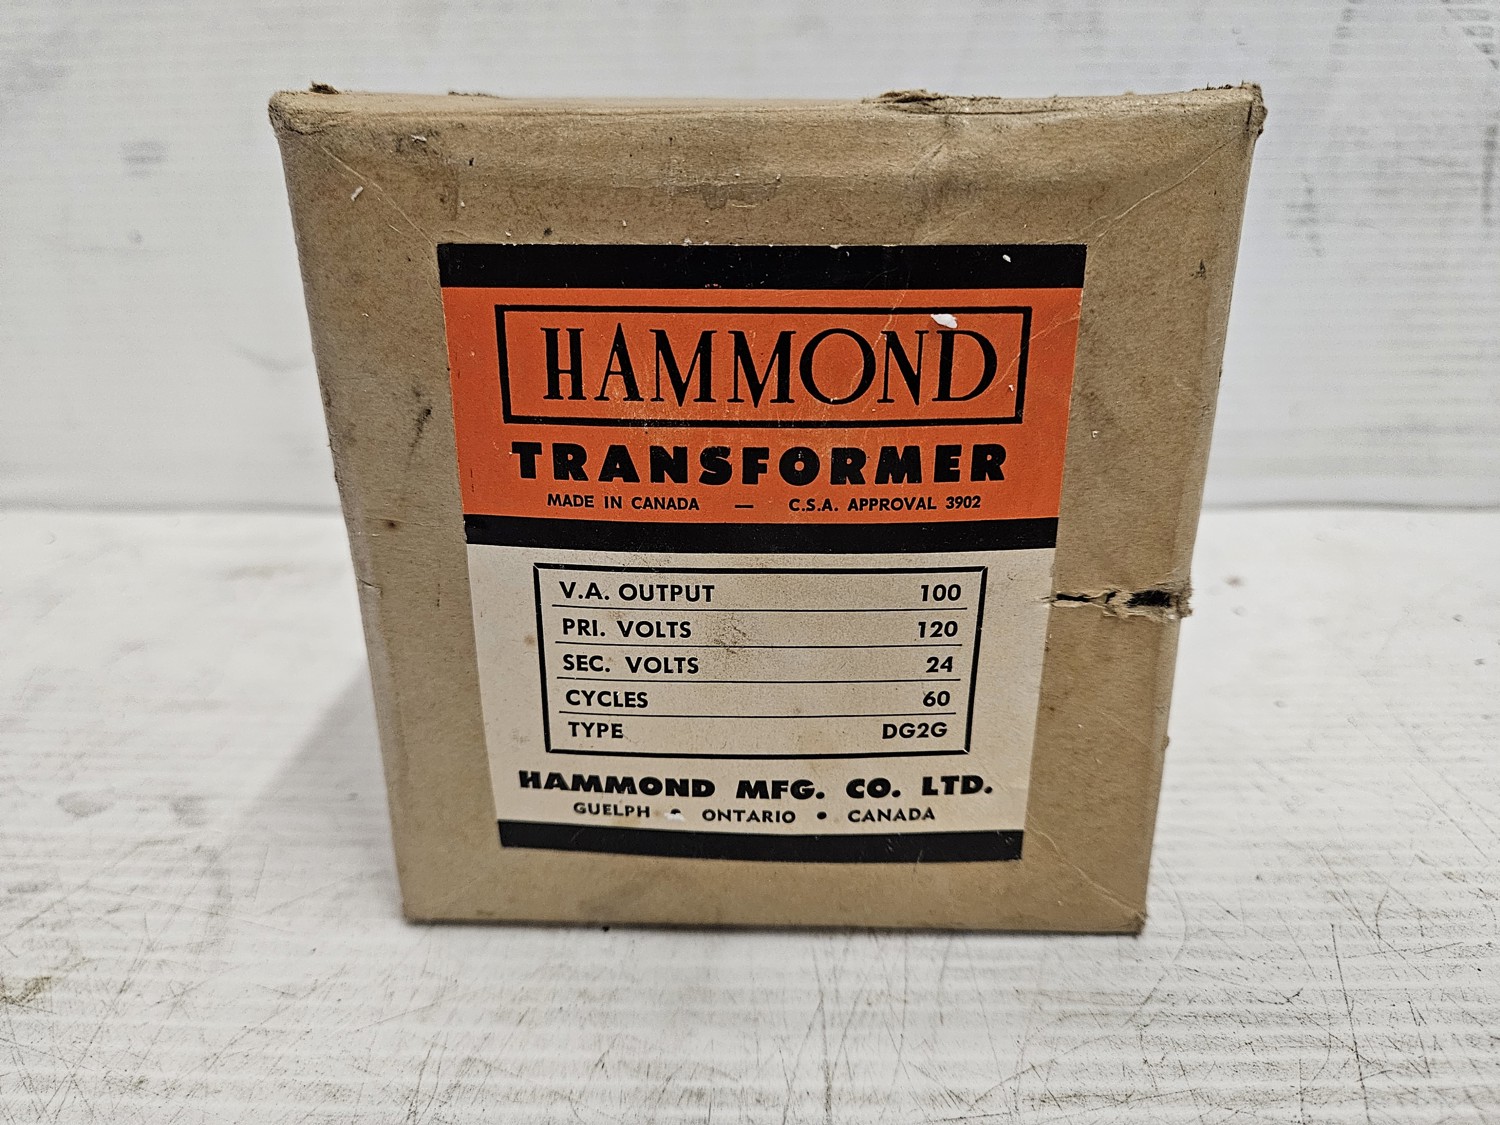 HAMMOND
TRANSFORMER
MADE IN CANADA — C.S.A. APPROVAL 3902
V.A. OUTPUT 100
PRI. VOLTS 120
SEC. VOLTS 24
CYCLES 60
TYPE DG2G
HAMMOND MFG. CO. LTD.
GUELPH • ONTARIO • CANADA